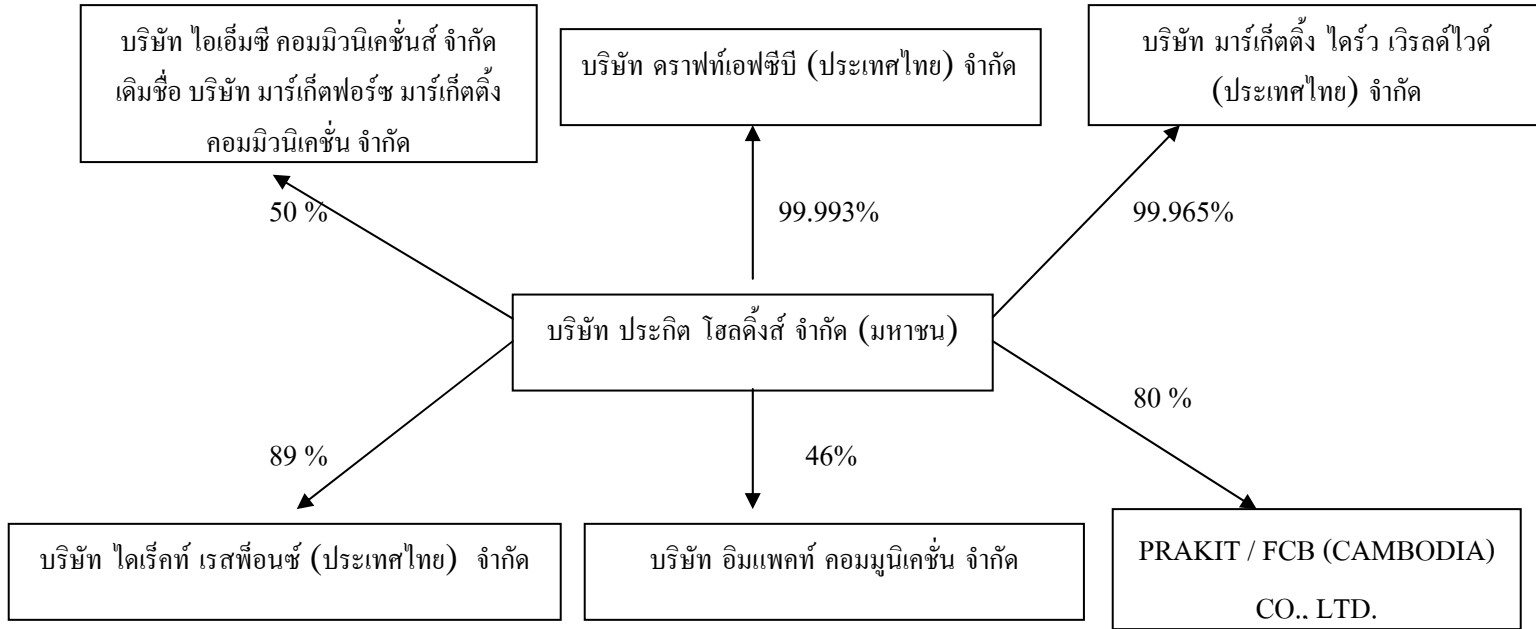 บริษัท ไอเอ็มซี คอมมิวนิเคชั่นส์ จำกัด
เดิมชื่อ บริษัท มาร์เก็ตฟอร์ซ มาร์เก็ตติ้ง
คอมมิวนิเคชั่น จำกัด
บริษัท ดราฟท์เอฟซีบี (ประเทศไทย) จำกัด
บริษัท มาร์เก็ตติ้ง ไดร์ว เวิรลด์ไวด์
(ประเทศไทย) จำกัด
50 %
99.993%
99.965%
บริษัท ประกิต โฮลดิ้งส์ จำกัด (มหาชน)
89 %
46%
80 %
บริษัท ไดเร็คท์ เรสพ็อนซ์ (ประเทศไทย) จำกัด
บริษัท อิมแพคท์ คอมมูนิเคชั่น จำกัด
PRAKIT / FCB (CAMBODIA)
CO., LTD.